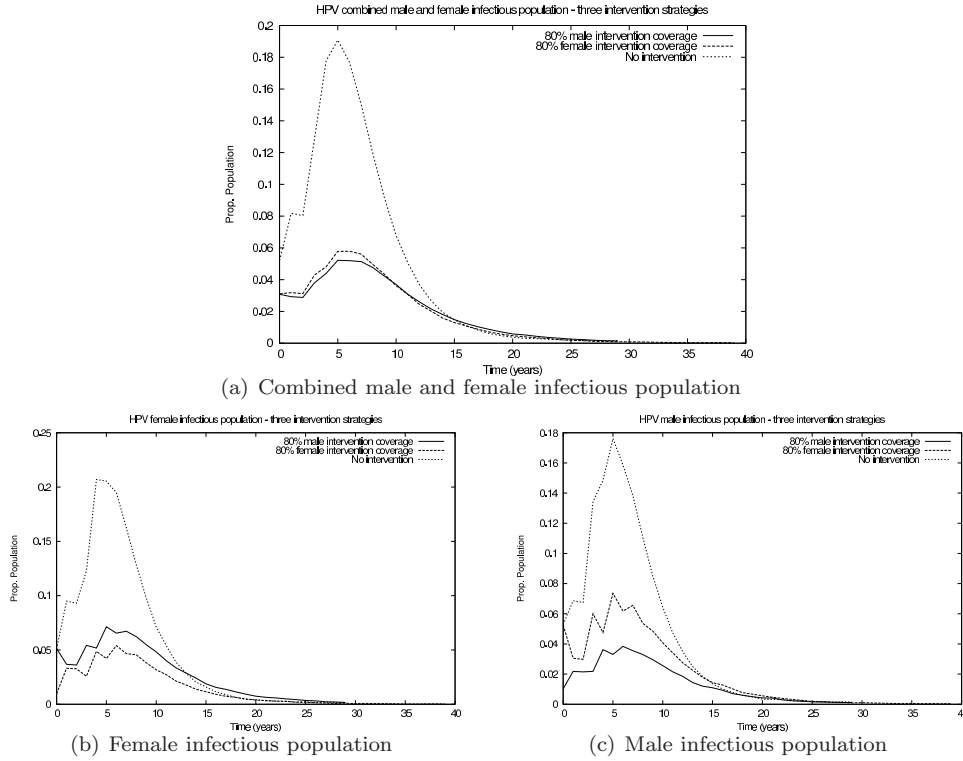 HPV combined male and female infectious population - three intervention strategies
0.2
0.18
0.16
0.14
0.12
0.1
0.08
0.06
0.04
0.02
0
Prop. Population
80% male intervention coverage
80% female intervention coverage
No intervention
0 5 10 15 20 25 30 35 40
Time (years)
(a) Combined male and female infectious population
HPV female infectious population - three intervention strategies
0.25
0.2
0.15
0.1
0.05
0
Prop. Population
80% male intervention coverage
80% female intervention coverage
No intervention
0 5 10 15 20 25 30 35 40
Time (years)
(b) Female infectious population
HPV male infectious population - three intervention strategies
0.18
0.16
0.14
0.12
0.1
0.08
0.06
0.04
0.02
0
Prop. Population
80% male intervention coverage
80% female intervention coverage
No intervention
0 5 10 15 20 25 30 35 4
Time (years)
(c) Male infectious population